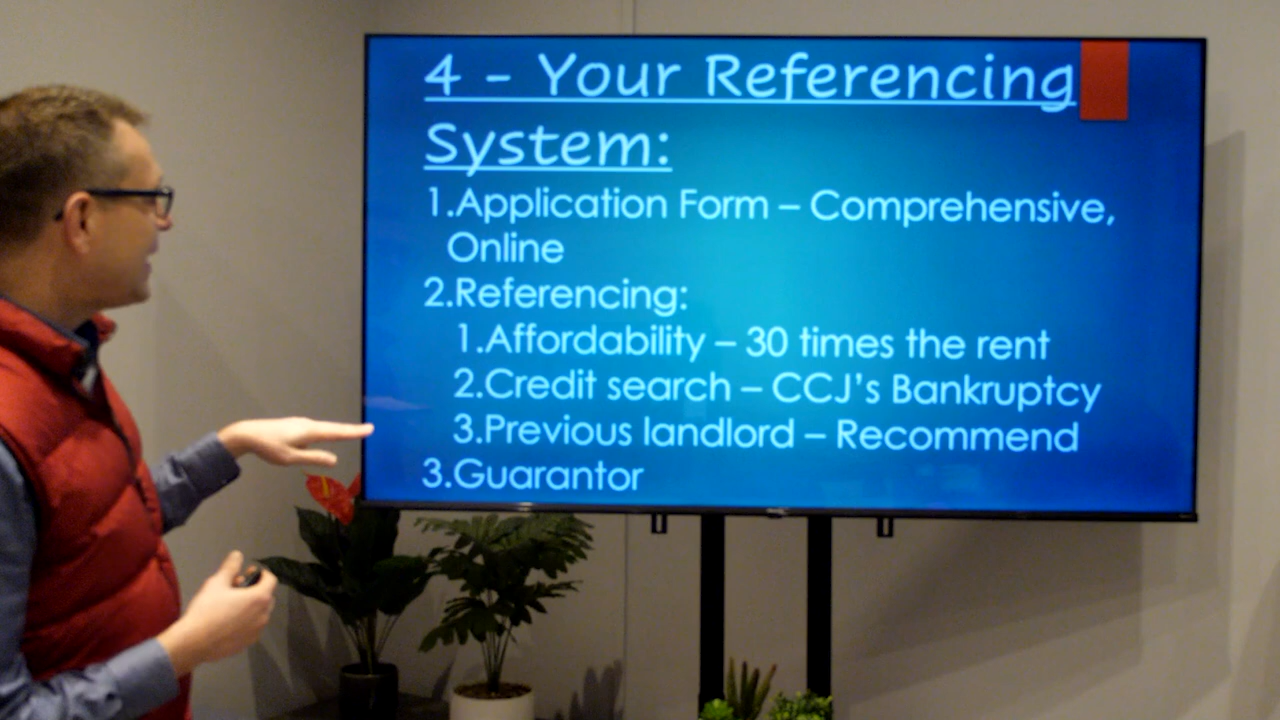 4 - Your Referencing
System:
1.Application Form – Comprehensive,
Online
2.Referencing:
1.Affordability – 30 times the rent
2.Credit search – CCJ’s Bankruptcy
3.Previous landlord – Recommend
3.Guarantor